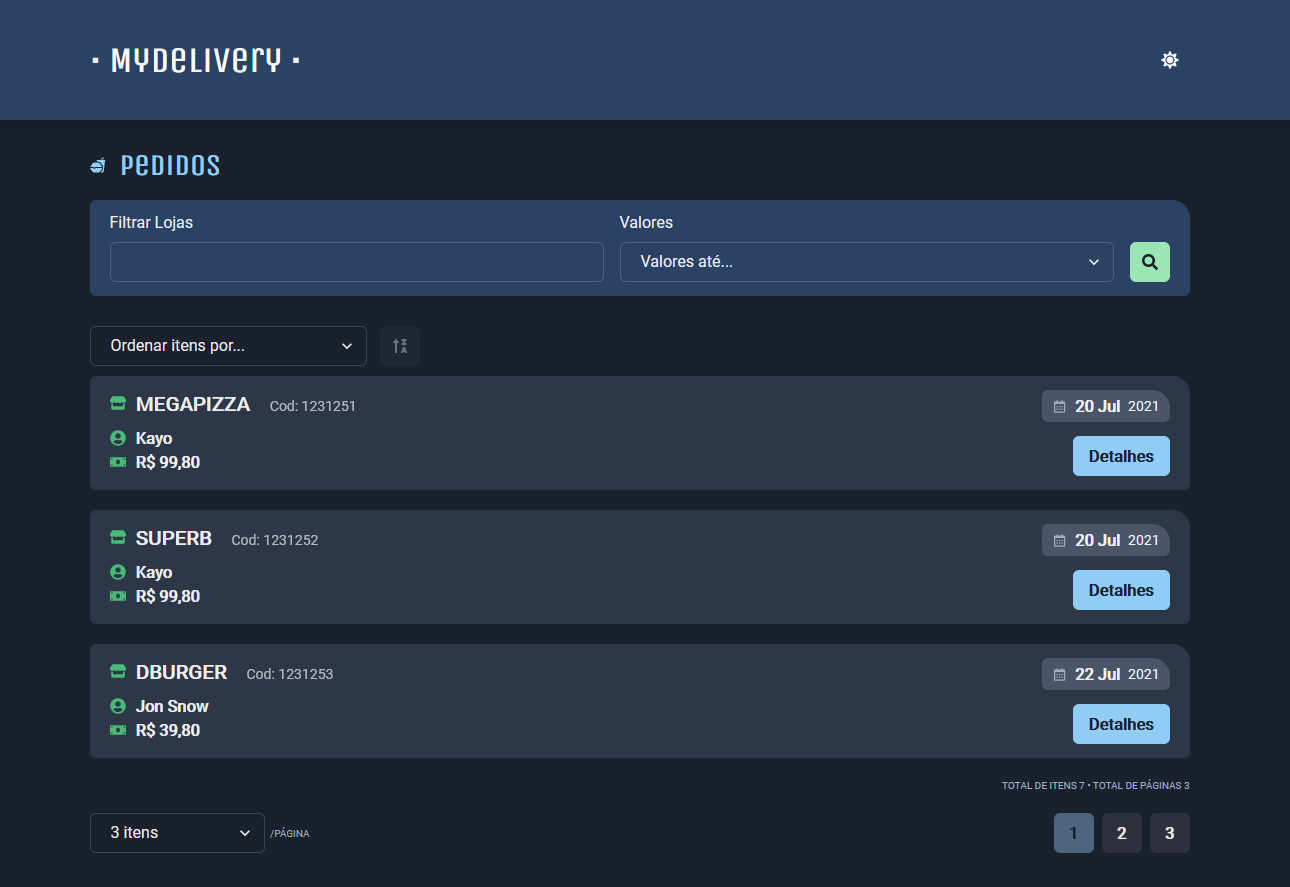 · MYDELIVERY ·
PEDIDOS
Filtrar Lojas
Valores
Valores até...
Ordenar itens por...
MEGAPIZZA Cod: 1231251
20 Jul 2021
Kayo
R$ 99,80
Detalhes
SUPERB Cod: 1231252
20 Jul 2021
Kayo
R$ 99,80
Detalhes
DBURGER Cod: 1231253
22 Jul 2021
Jon Snow
R$ 39,80
Detalhes
TOTAL DE ITENS 7 • TOTAL DE PÁGINAS 3
3 itens /PÁGINA
1 2 3